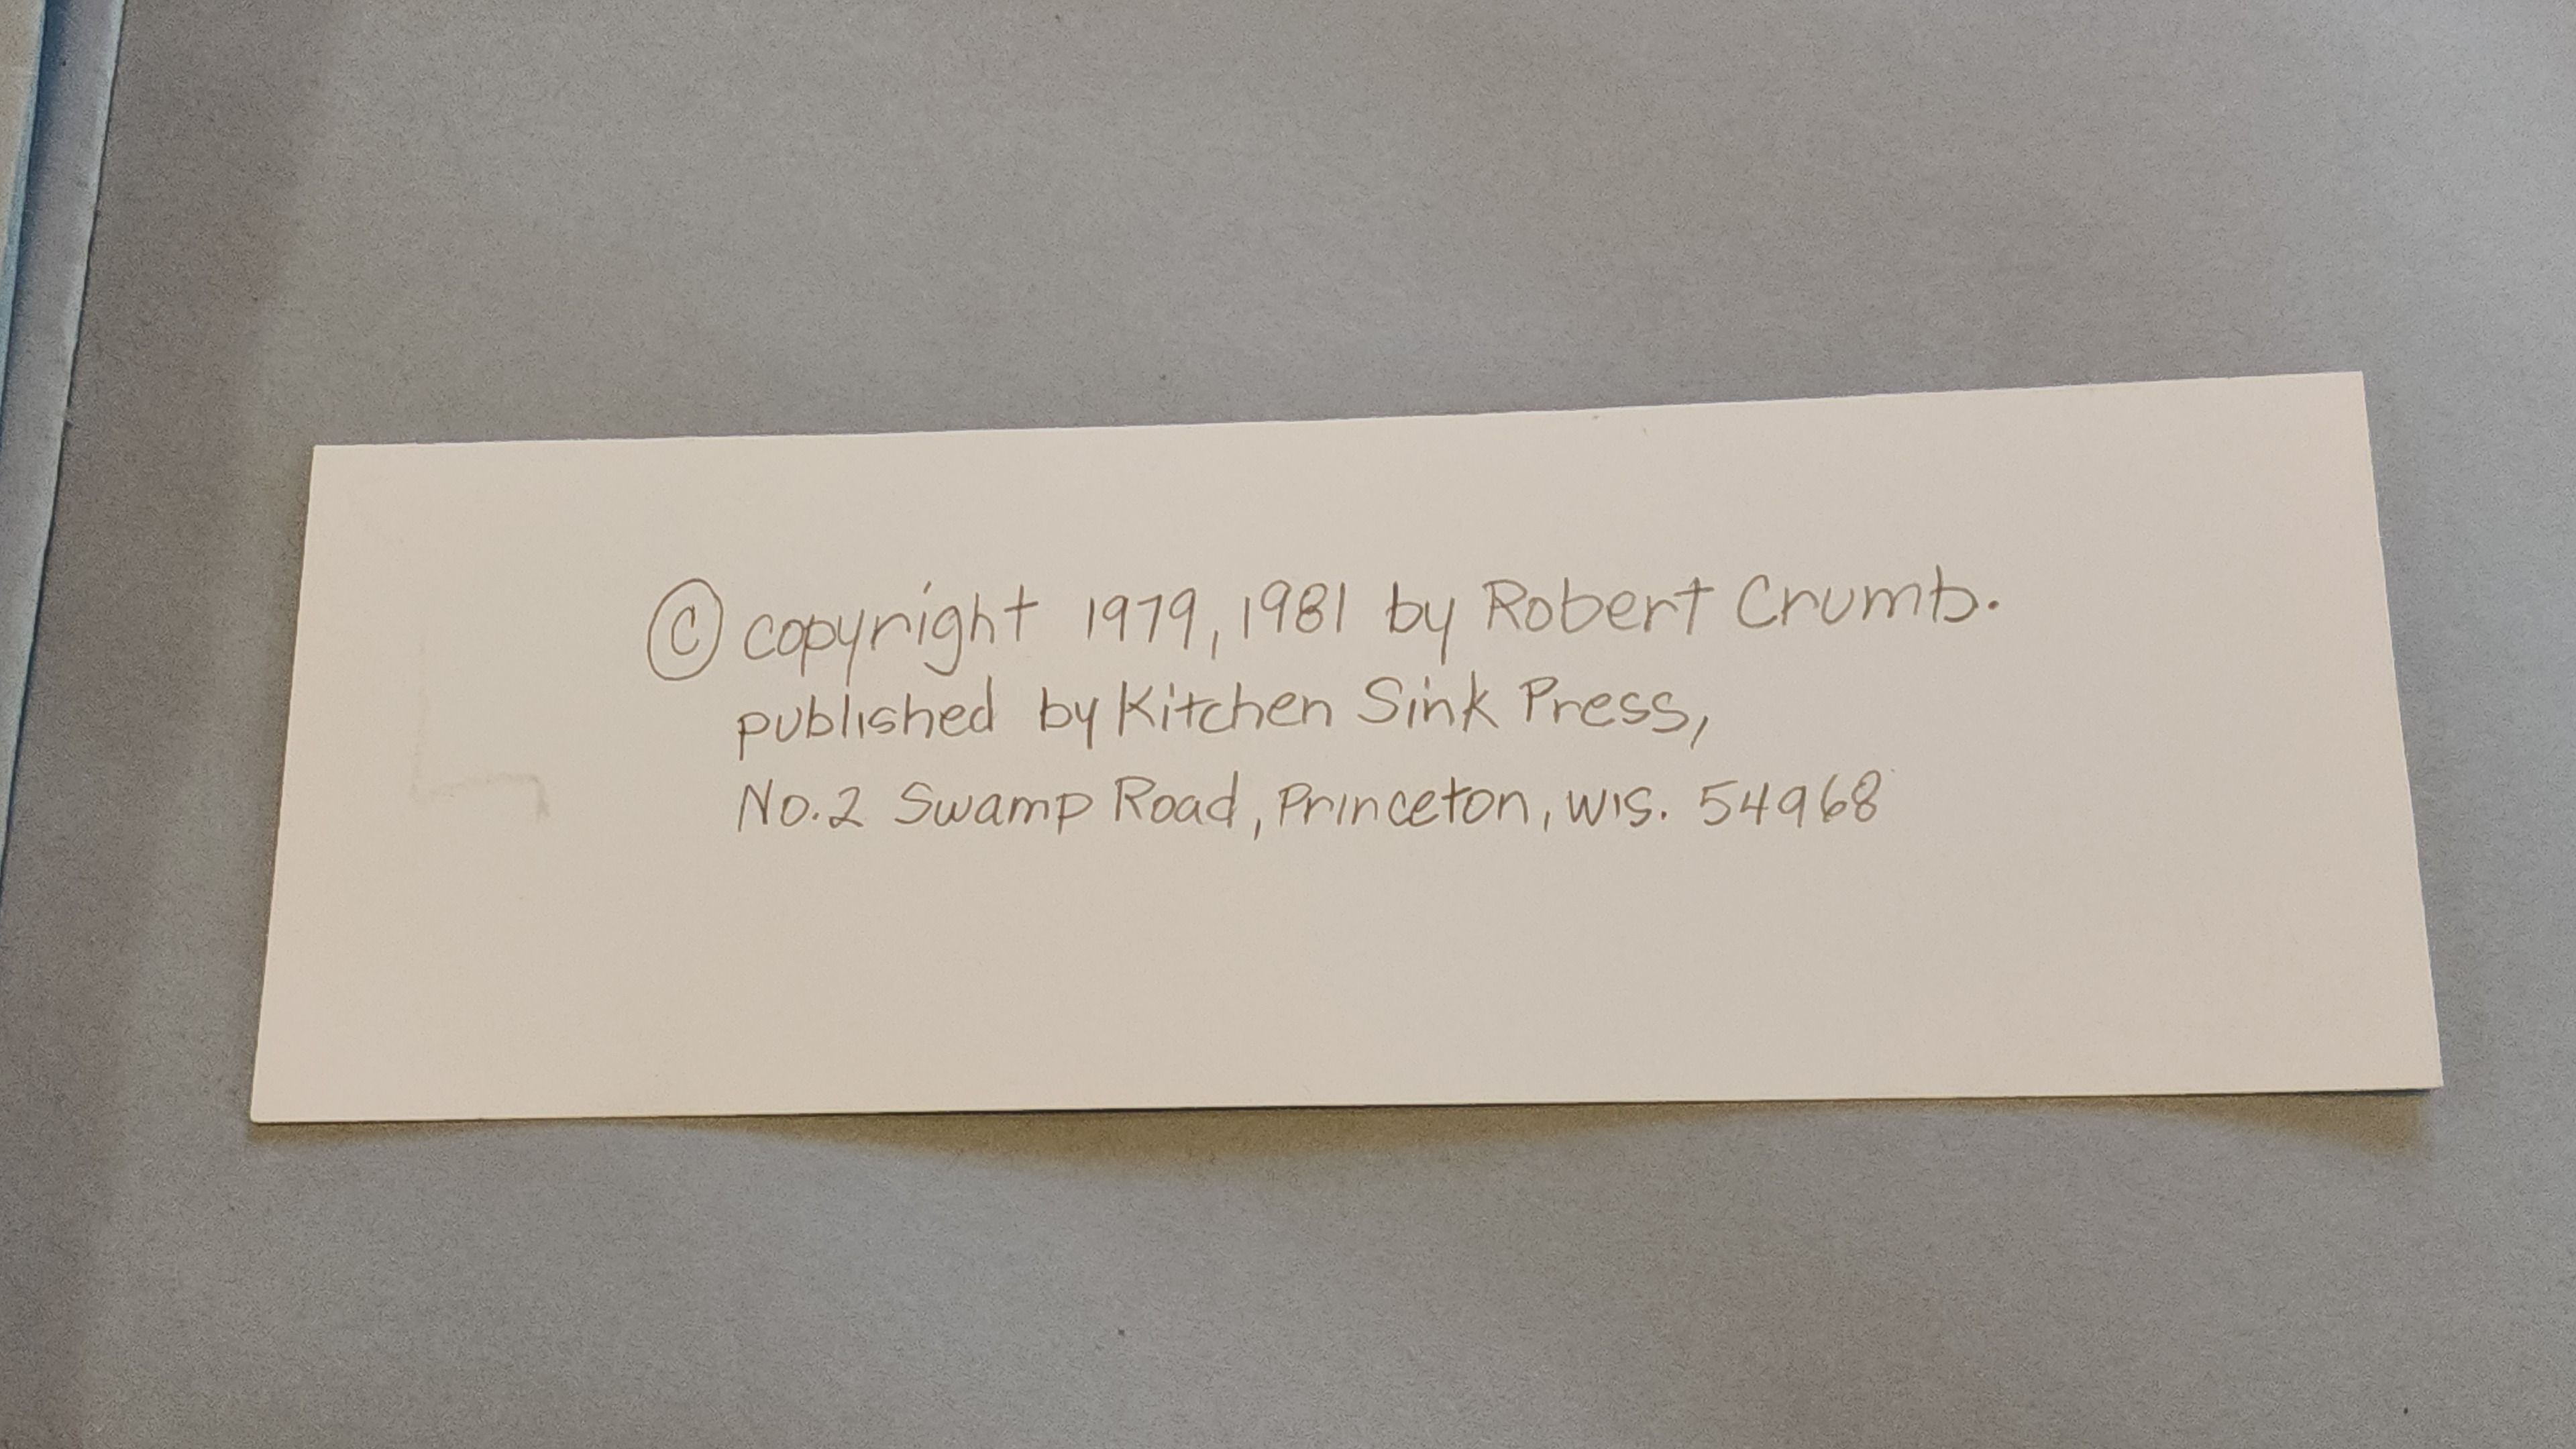 © copyright 1979, 1981 by Robert Crumb.
published by Kitchen Sink Press,
No. 2 Swamp Road, Princeton, Wis. 54968